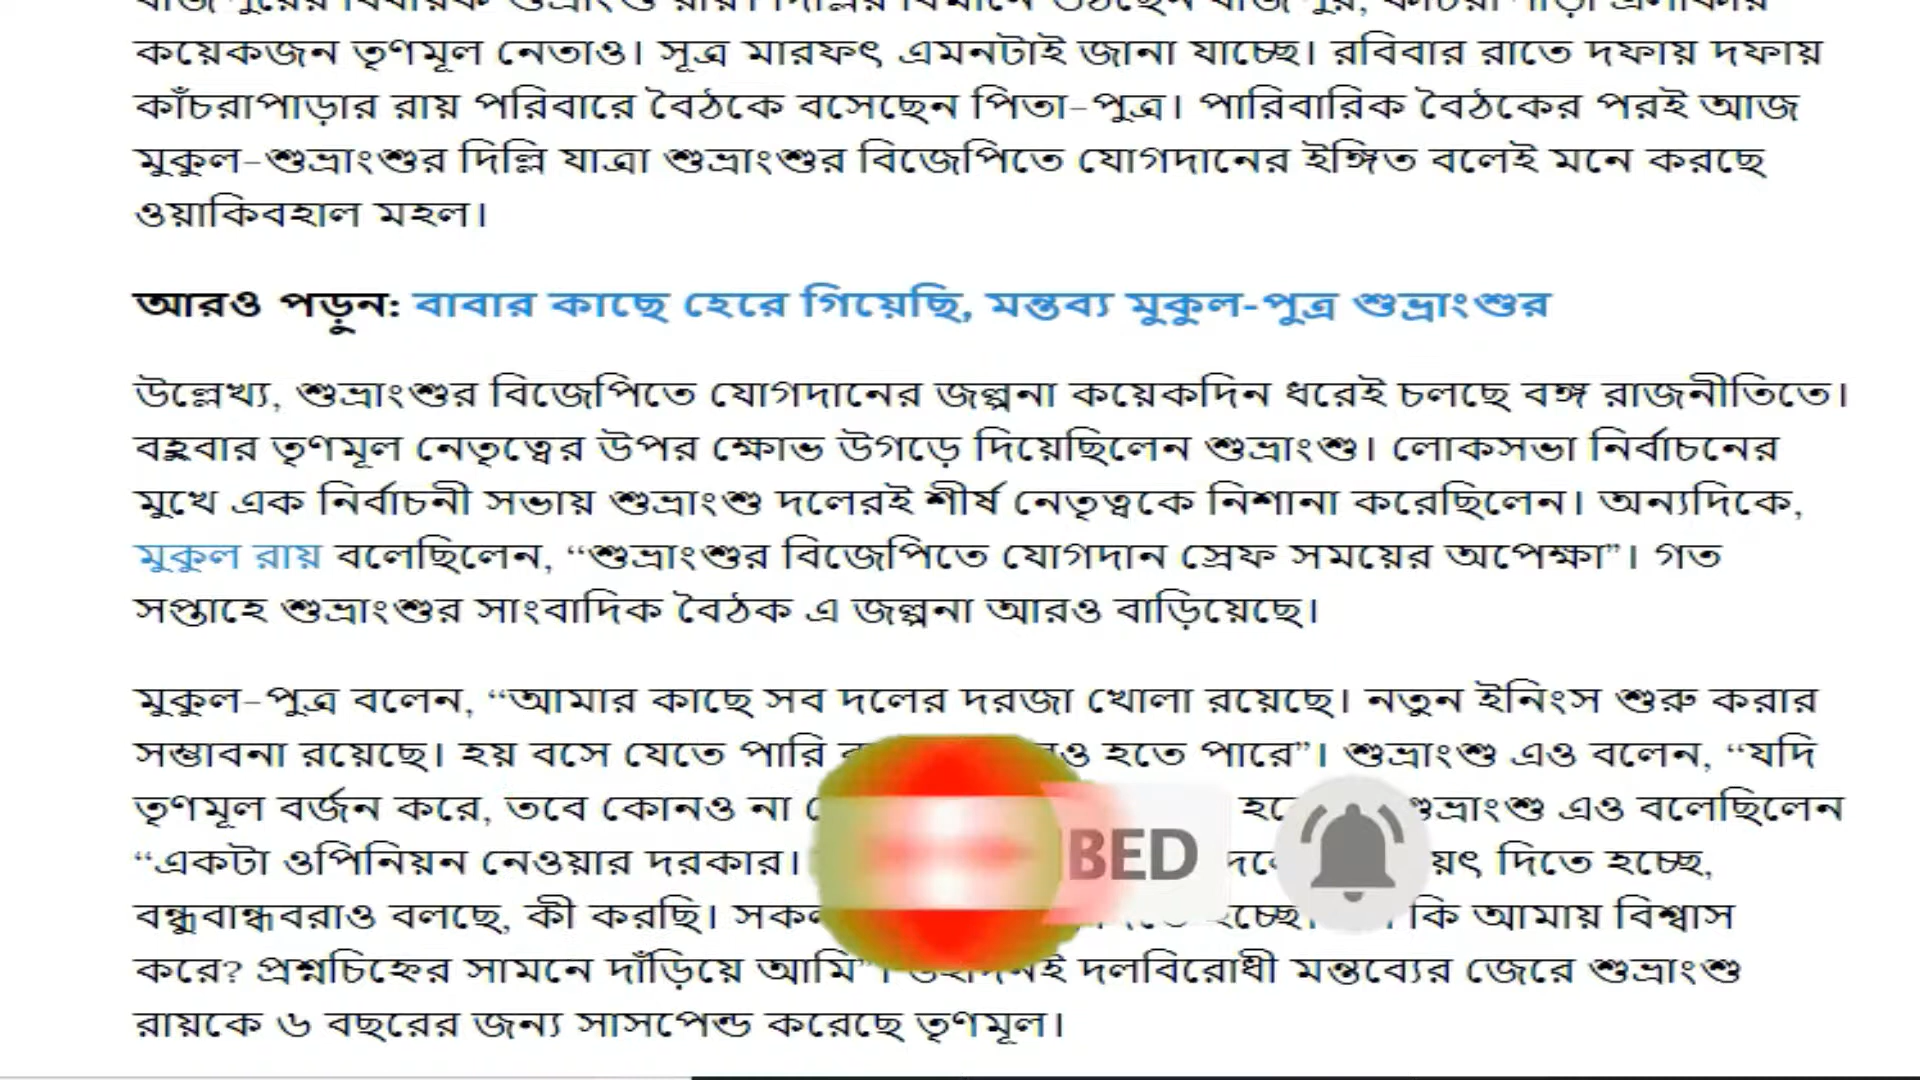 কয়েকজন তৃণমূল নেতাও। সূত্র মারফৎ এমনটাই জানা যাচ্ছে। রবিবার রাতে দফায় দফায়
কাঁচরাপাড়ার রায় পরিবারে বৈঠকে বসেছেন পিতা-পুত্র। পারিবারিক বৈঠকের পরই আজ
মুকুল-শুভ্রাংশুর দিল্লি যাত্রা শুভ্রাংশুর বিজেপিতে যোগদানের ইঙ্গিত বলেই মনে করছে
ওয়াকিবহাল মহল।
আরও পড়ুন: বাবার কাছে হেরে গিয়েছি, মন্তব্য মুকুল-পুত্র শুভ্রাংশুর
উল্লেখ্য, শুভ্রাংশুর বিজেপিতে যোগদানের জল্পনা কয়েকদিন ধরেই চলছে বঙ্গ রাজনীতিতে।
বহুবার তৃণমূল নেতৃত্বের উপর ক্ষোভ উগড়ে দিয়েছিলেন শুভ্রাংশু। লোকসভা নির্বাচনের
মুখে এক নির্বাচনী সভায় শুভ্রাংশু দলেরই শীর্ষ নেতৃত্বকে নিশানা করেছিলেন। অন্যদিকে,
মুকুল রায় বলেছিলেন, “শুভ্রাংশুর বিজেপিতে যোগদান স্রেফ সময়ের অপেক্ষা”। গত
সপ্তাহে শুভ্রাংশুর সাংবাদিক বৈঠক এ জল্পনা আরও বাড়িয়েছে।
মুকুল-পুত্র বলেন, “আমার কাছে সব দলের দরজা খোলা রয়েছে। নতুন ইনিংস শুরু করার
সম্ভাবনা রয়েছে। হয় বসে যেতে পারি হতে পারে”। শুভ্রাংশু এও বলেন, “যদি
তৃণমূল বর্জন করে, তবে কোনও না শুভ্রাংশু এও বলেছিলেন
“একটা ওপিনিয়ন নেওয়ার দরকার। দিতে হচ্ছে,
BED
বন্ধুবান্ধবরাও বলছে, কী করছি। হচ্ছে। কি আমায় বিশ্বাস
করে? প্রশ্নচিহ্নের সামনে দাঁড়িয়ে আমি”। দলবিরোধী মন্তব্যের জেরে শুভ্রাংশু
রায়কে ৬ বছরের জন্য সাসপেন্ড করেছে তৃণমূল।